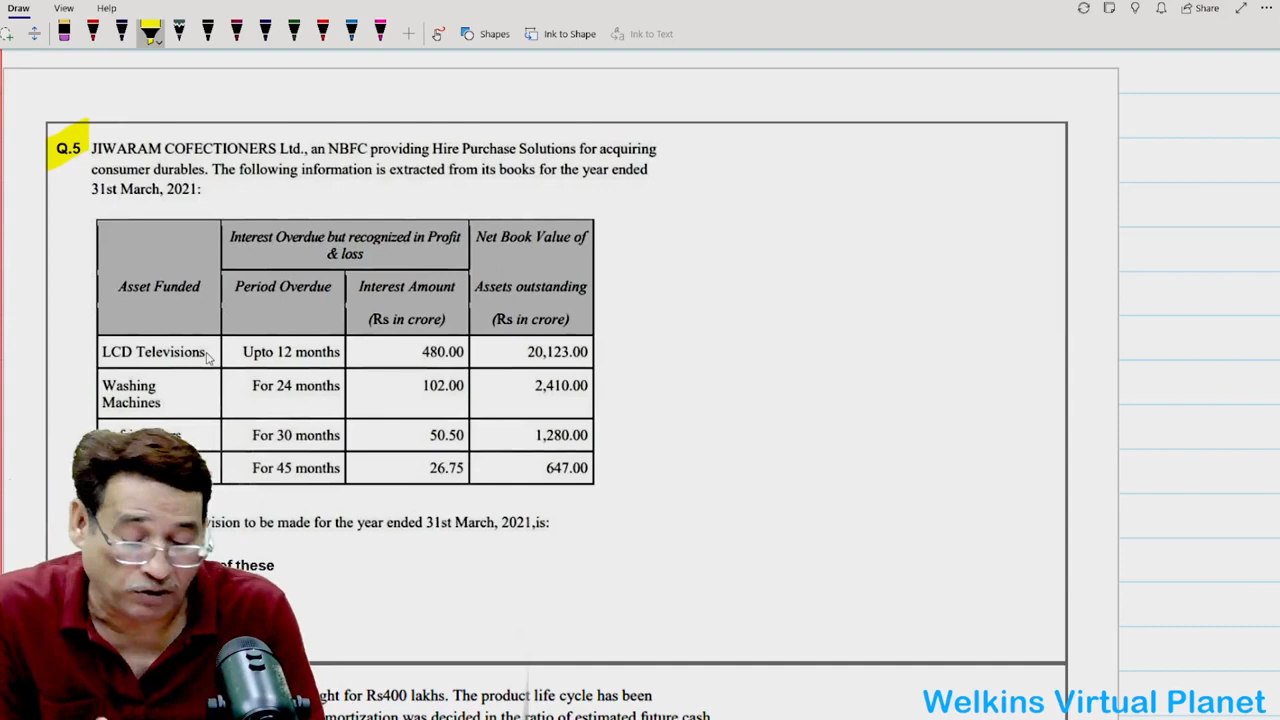 Draw View Help
Share
Shapes Ink to Shape Ink to Text
Q.5 JIWARAM COFECTIONERS Ltd., an NBFC providing Hire Purchase Solutions for acquiring
consumer durables. The following information is extracted from its books for the year ended
31st March, 2021:
Interest Overdue but recognized in Profit Net Book Value of
& loss
Asset Funded Period Overdue Interest Amount Assets outstanding
(Rs in crore) (Rs in crore)
LCD Televisions Upto 12 months 480.00 20,123.00
Washing For 24 months 102.00 2,410.00
Machines
For 30 months 50.50 1,280.00
For 45 months 26.75 647.00
to be made for the year ended 31st March, 2021,is:
of these
for Rs400 lakhs. The product life cycle has been
was decided in the ratio of estimated future cash
Welkins Virtual Planet